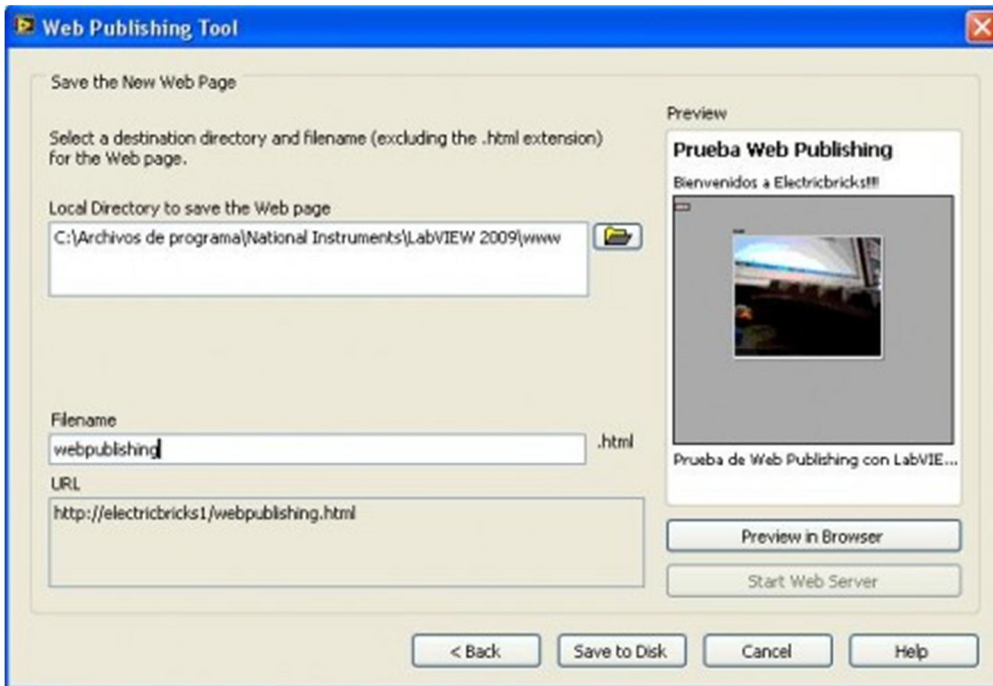 Web Publishing Tool
Save the New Web Page
Select a destination directory and filename (excluding the .html extension)
for the Web page.
Local Directory to save the Web page
C:\Archivos de programa\National Instruments\LabVIEW 2009\www
Filename
webpublishing
.html
URL
http://electricbricks1/webpublishing.html
Preview
Prueba Web Publishing
Bienvenidos a Electricbricks!!!!
Prueba de Web Publishing con LabVIE...
Preview in Browser
Start Web Server
< Back
Save to Disk
Cancel
Help